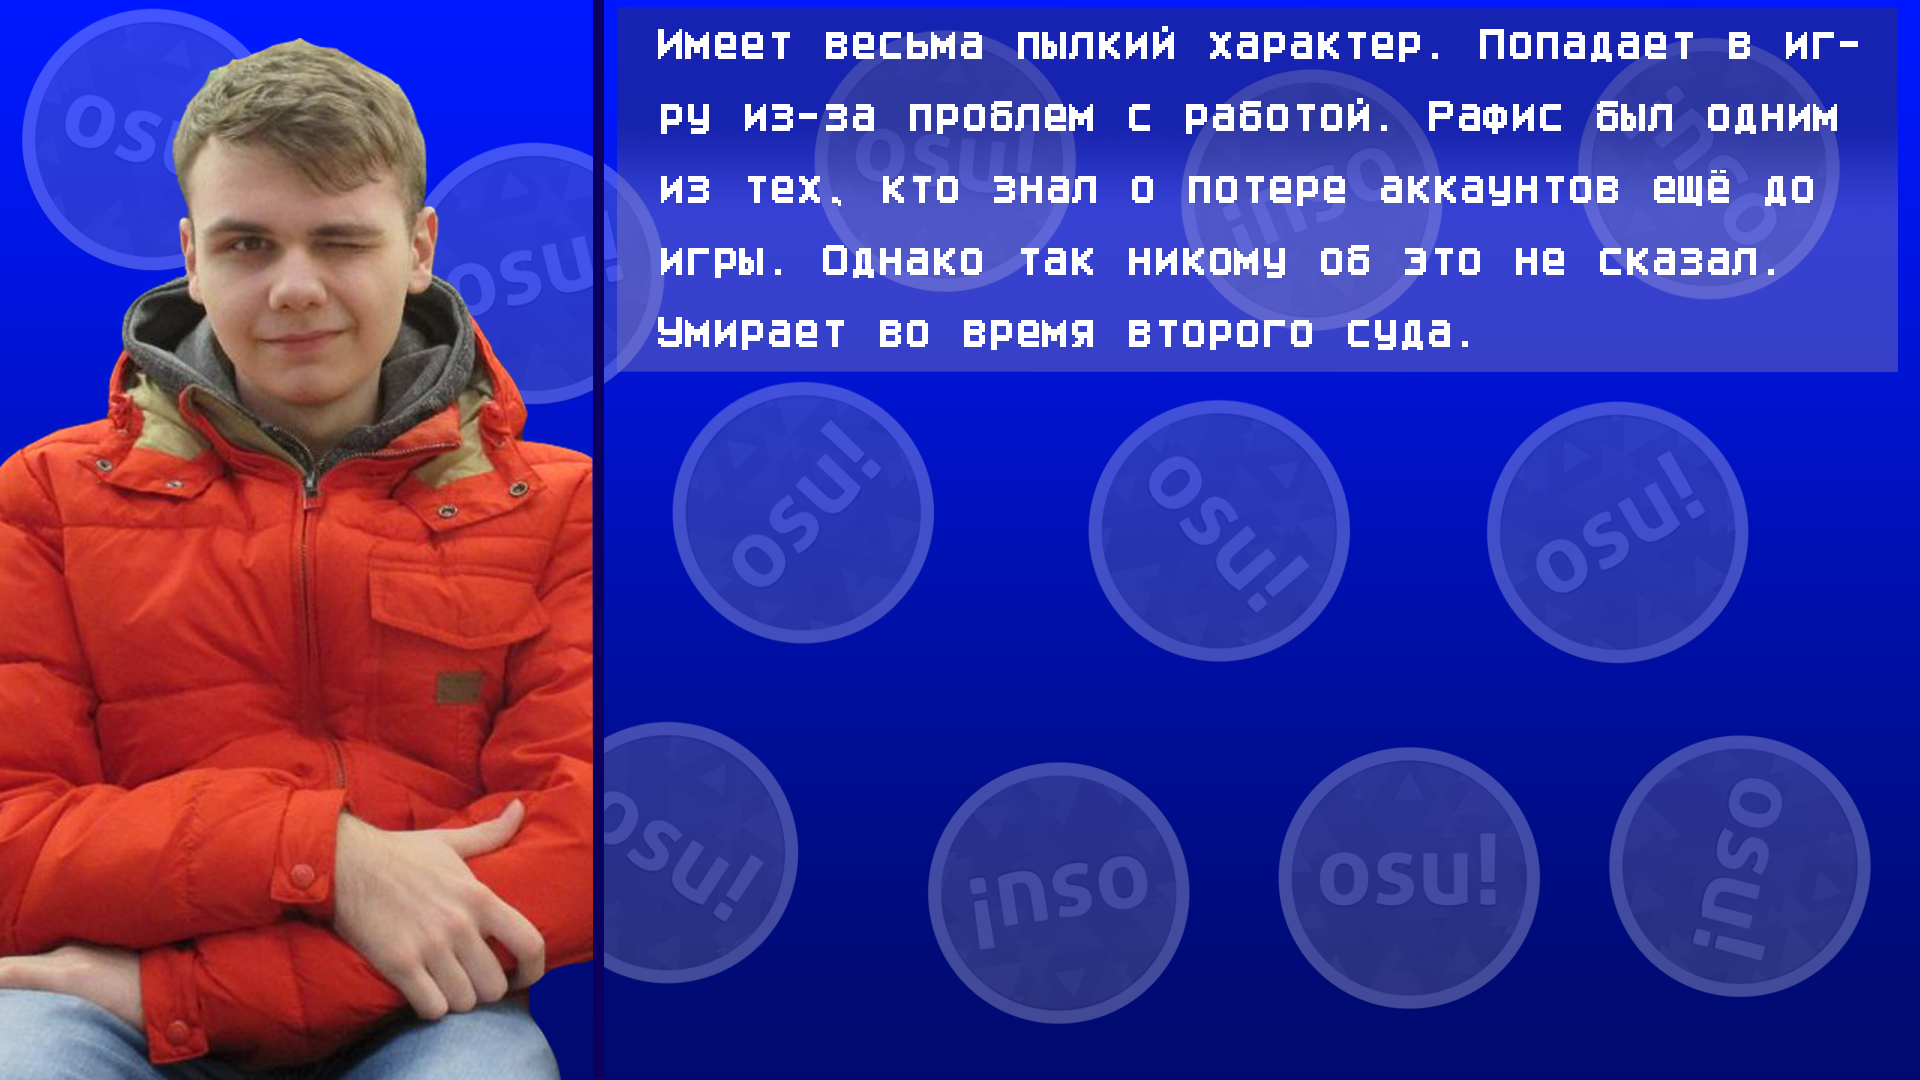 Имеет весьма пылкий характер. Попадает в иг-
ру из-за проблем с работой. Рафис был одним
из тех, кто знал о потере аккаунтов ещё до
игры. Однако так никому об это не сказал.
Умирает во время второго суда.
osu!
osu!
osu!
osu!
osu!
osu!
osu!
osu!
osu!
osu!
osu!
osu!